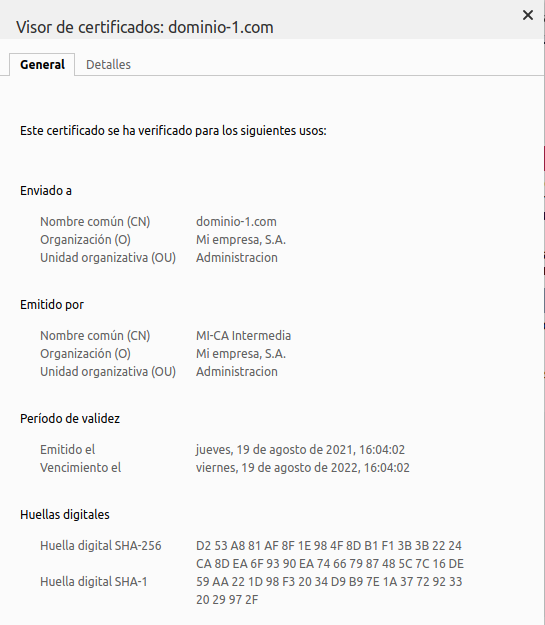 Visor de certificados: dominio-1.com
General Detalles
Este certificado se ha verificado para los siguientes usos:
Enviado a
Nombre común (CN) dominio-1.com
Organización (O) Mi empresa, S.A.
Unidad organizativa (OU) Administracion
Emitido por
Nombre común (CN) MI-CA Intermedia
Organización (O) Mi empresa, S.A.
Unidad organizativa (OU) Administracion
Período de validez
Emitido el jueves, 19 de agosto de 2021, 16:04:02
Vencimiento el viernes, 19 de agosto de 2022, 16:04:02
Huellas digitales
Huella digital SHA-256 D2 53 A8 81 AF 8F 1E 98 4F 8D B1 F1 3B 3B 22 24
CA 8D EA 6F 93 90 EA 74 66 79 87 48 5C 7C 16 DE
Huella digital SHA-1 59 AA 22 1D 98 F3 20 34 D9 B9 7E 1A 37 72 92 33
20 29 97 2F